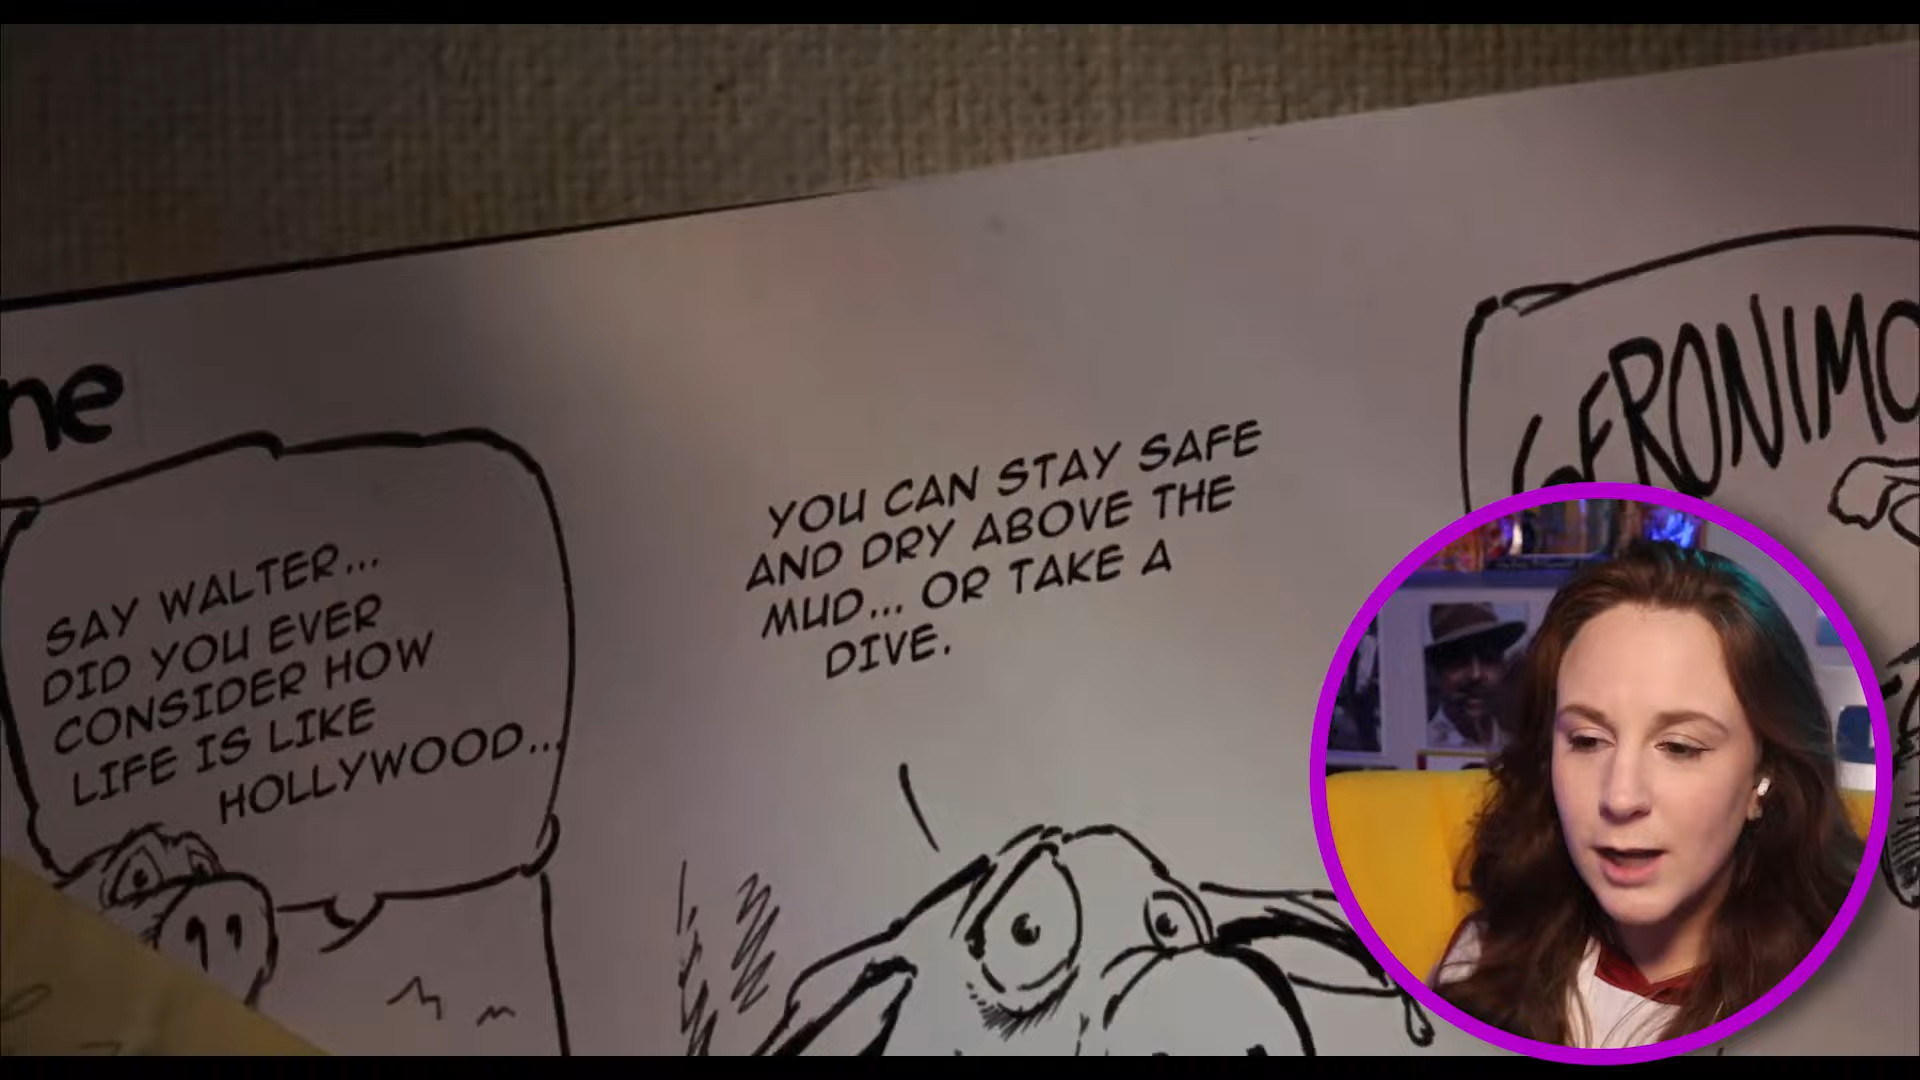 ne
SAY WALTER...
DID YOU EVER
CONSIDER HOW
LIFE IS LIKE
HOLLYWOOD...
YOU CAN STAY SAFE
AND DRY ABOVE THE
MUD... OR TAKE A
DIVE.
GERONIMO